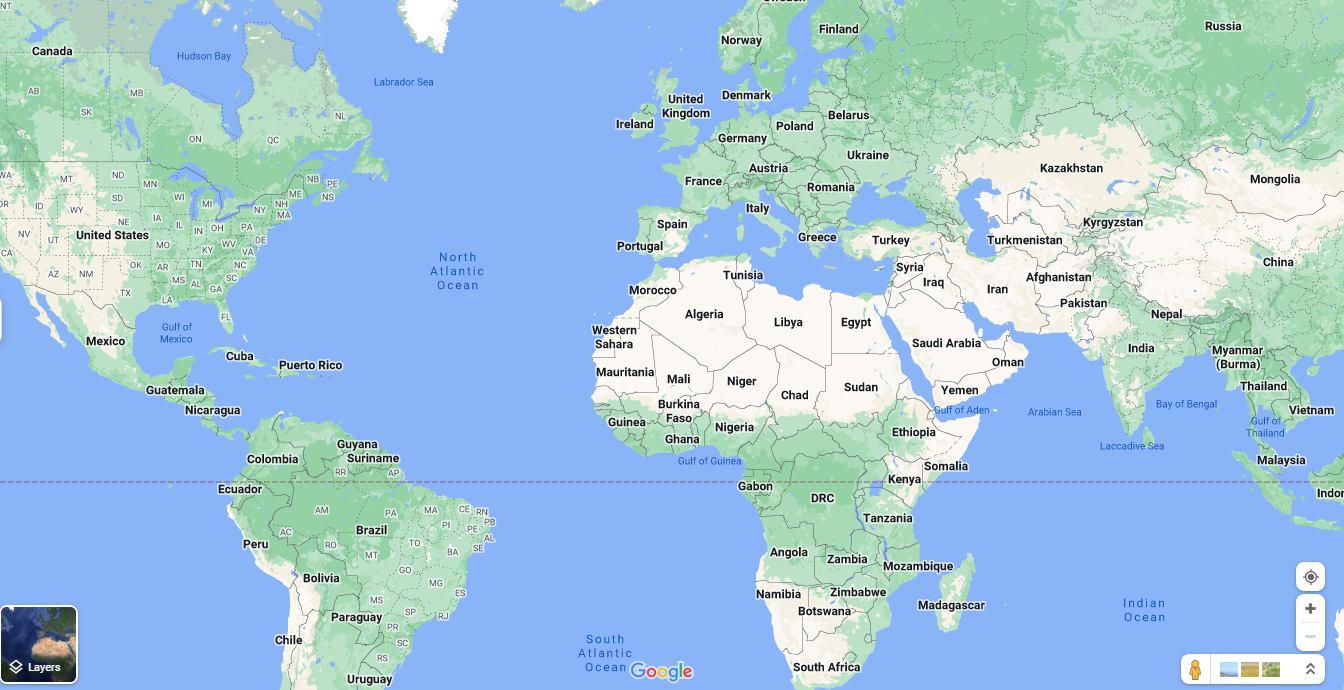 NT
Canada
Hudson Bay
Labrador Sea
AB
SK
MB
ON
QC
NL
WA
MT
ND
MN
NB
PE
NS
OR
ID
WY
SD
WI
MI
ME
NH
MA
NY
NV
UT
United States
NE
IA
IL
IN
OH
PA
DE
CA
MO
KY
WV
VA
AZ
NM
OK
AR
TN
NC
SC
TX
MS
AL
GA
LA
FL
North
Atlantic
Ocean
Gulf of
Mexico
Mexico
Cuba
Puerto Rico
Guatemala
Nicaragua
Guyana
Suriname
Colombia
RR
AP
Ecuador
AM
PA
MA
CE
RN
PB
PE
AL
SE
PI
AC
Brazil
TO
BA
RO
MT
Peru
GO
Bolivia
MG
ES
MS
SP
RJ
Paraguay
PR
SC
RS
Chile
Uruguay
South
Atlantic
Ocean
Sweden
Norway
Finland
Russia
United
Kingdom
Ireland
Denmark
Belarus
Poland
Germany
Ukraine
Austria
France
Romania
Italy
Spain
Portugal
Greece
Turkey
Kazakhstan
Mongolia
Kyrgyzstan
Turkmenistan
China
Tunisia
Syria
Iraq
Iran
Afghanistan
Pakistan
Nepal
Morocco
Algeria
Libya
Egypt
Western
Sahara
Saudi Arabia
Oman
India
Myanmar
(Burma)
Mauritania
Mali
Niger
Chad
Sudan
Yemen
Thailand
Burkina
Faso
Gulf of Aden
Arabian Sea
Bay of Bengal
Vietnam
Guinea
Ghana
Nigeria
Ethiopia
Gulf of
Thailand
Laccadive Sea
Gulf of Guinea
Somalia
Malaysia
Gabon
DRC
Kenya
Indo
Tanzania
Angola
Zambia
Mozambique
Namibia
Zimbabwe
Botswana
Madagascar
Indian
Ocean
South Africa
Layers
Google